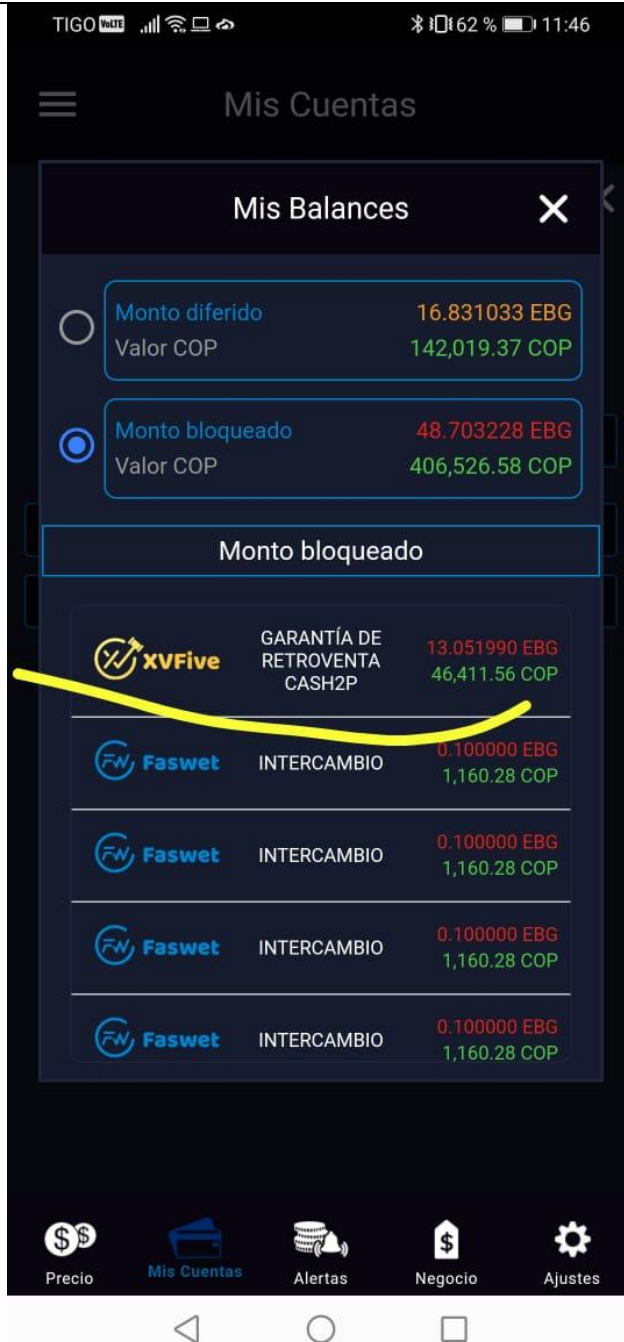 TIGO VoLTE 62 % 11:46
Mis Cuentas
Mis Balances
Monto diferido 16.831033 EBG
Valor COP 142,019.37 COP
Monto bloqueado 48.703228 EBG
Valor COP 406,526.58 COP
Monto bloqueado
XVFive GARANTÍA DE RETROVENTA CASH2P 13.051990 EBG
46,411.56 COP
FW Faswet INTERCAMBIO 0.100000 EBG
1,160.28 COP
FW Faswet INTERCAMBIO 0.100000 EBG
1,160.28 COP
FW Faswet INTERCAMBIO 0.100000 EBG
1,160.28 COP
FW Faswet INTERCAMBIO 0.100000 EBG
1,160.28 COP
Precio Mis Cuentas Alertas Negocio Ajustes